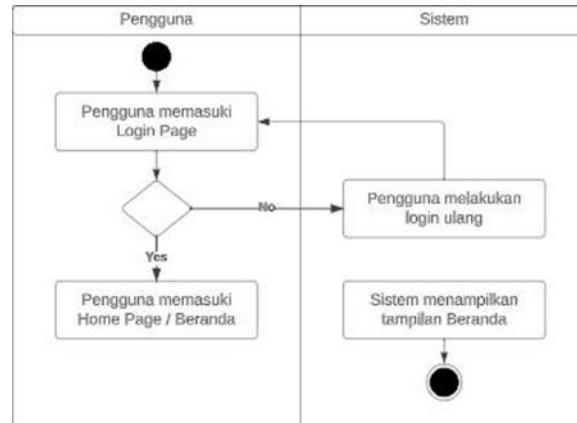 Pengguna
Sistem
Pengguna memasuki
Login Page
No
Pengguna melakukan
login ulang
Yes
Pengguna memasuki
Home Page / Beranda
Sistem menampilkan
tampilan Beranda